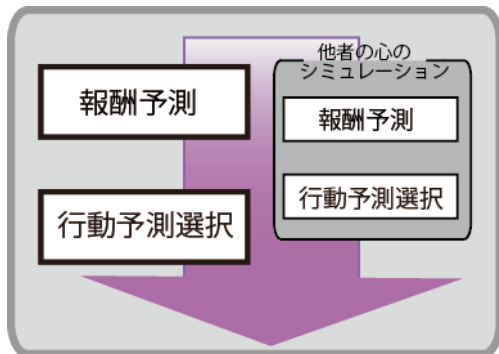 報酬予測
行動予測選択
他者の心の
シミュレーション
報酬予測
行動予測選択